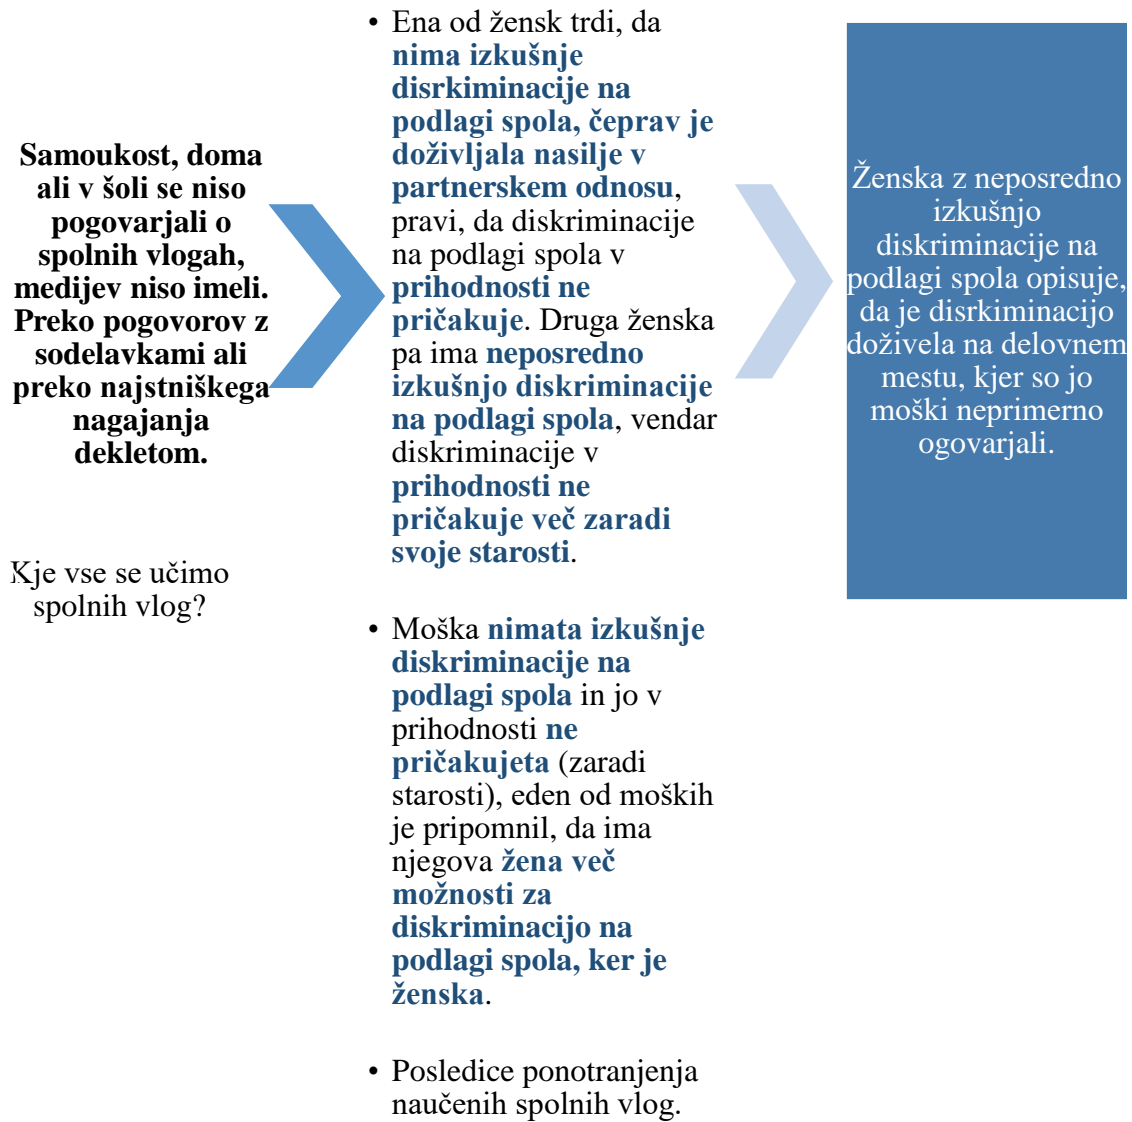 Samoukost, doma
ali v šoli se niso
pogovarjali o
spolnih vlogah,
medijev niso imeli.
Preko pogovorov z
sodelavkami ali
preko najstniškega
nagajanja
dekletom.
Kje vse se učimo
spolnih vlog?
• Ena od žensk trdi, da
nima izkušnje
disrkiminacije na
podlagi spola, čeprav je
doživljala nasilje v
partnerskem odnosu,
pravi, da diskriminacije
na podlagi spola v
prihodnosti ne
pričakuje. Druga ženska
pa ima neposredno
izkušnjo diskriminacije
na podlagi spola, vendar
diskriminacije v
prihodnosti ne
pričakuje več zaradi
svoje starosti.
• Moška nimata izkušnje
diskriminacije na
podlagi spola in jo v
prihodnosti ne
pričakujeta (zaradi
starosti), eden od moških
je pripomnil, da ima
njegova žena več
možnosti za
diskriminacijo na
podlagi spola, ker je
ženska.
• Posledice ponotranjenja
naučenih spolnih vlog.
Ženska z neposredno
izkušnjo
diskriminacije na
podlagi spola opisuje,
da je disrkiminacijo
doživela na delovnem
mestu, kjer so jo
moški neprimerno
ogovarjali.